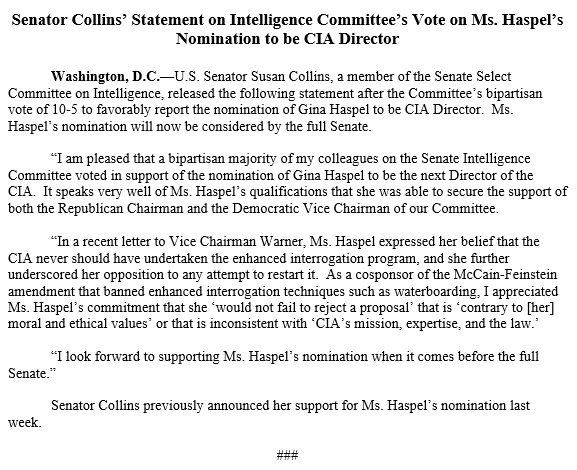 Senator Collins’ Statement on Intelligence Committee’s Vote on Ms. Haspel’s
Nomination to be CIA Director
Washington, D.C.—U.S. Senator Susan Collins, a member of the Senate Select
Committee on Intelligence, released the following statement after the Committee’s bipartisan
vote of 10-5 to favorably report the nomination of Gina Haspel to be CIA Director.  Ms.
Haspel’s nomination will now be considered by the full Senate.
“I am pleased that a bipartisan majority of my colleagues on the Senate Intelligence
Committee voted in support of the nomination of Gina Haspel to be the next Director of the
CIA.  It speaks very well of Ms. Haspel’s qualifications that she was able to secure the support of
both the Republican Chairman and the Democratic Vice Chairman of our Committee.
“In a recent letter to Vice Chairman Warner, Ms. Haspel expressed her belief that the
CIA never should have undertaken the enhanced interrogation program, and she further
underscored her opposition to any attempt to restart it.  As a cosponsor of the McCain-Feinstein
amendment that banned enhanced interrogation techniques such as waterboarding, I appreciated
Ms. Haspel’s commitment that she ‘would not fail to reject a proposal’ that is ‘contrary to [her]
moral and ethical values’ or that is inconsistent with ‘CIA’s mission, expertise, and the law.’
“I look forward to supporting Ms. Haspel’s nomination when it comes before the full
Senate.”
Senator Collins previously announced her support for Ms. Haspel’s nomination last
week.
###